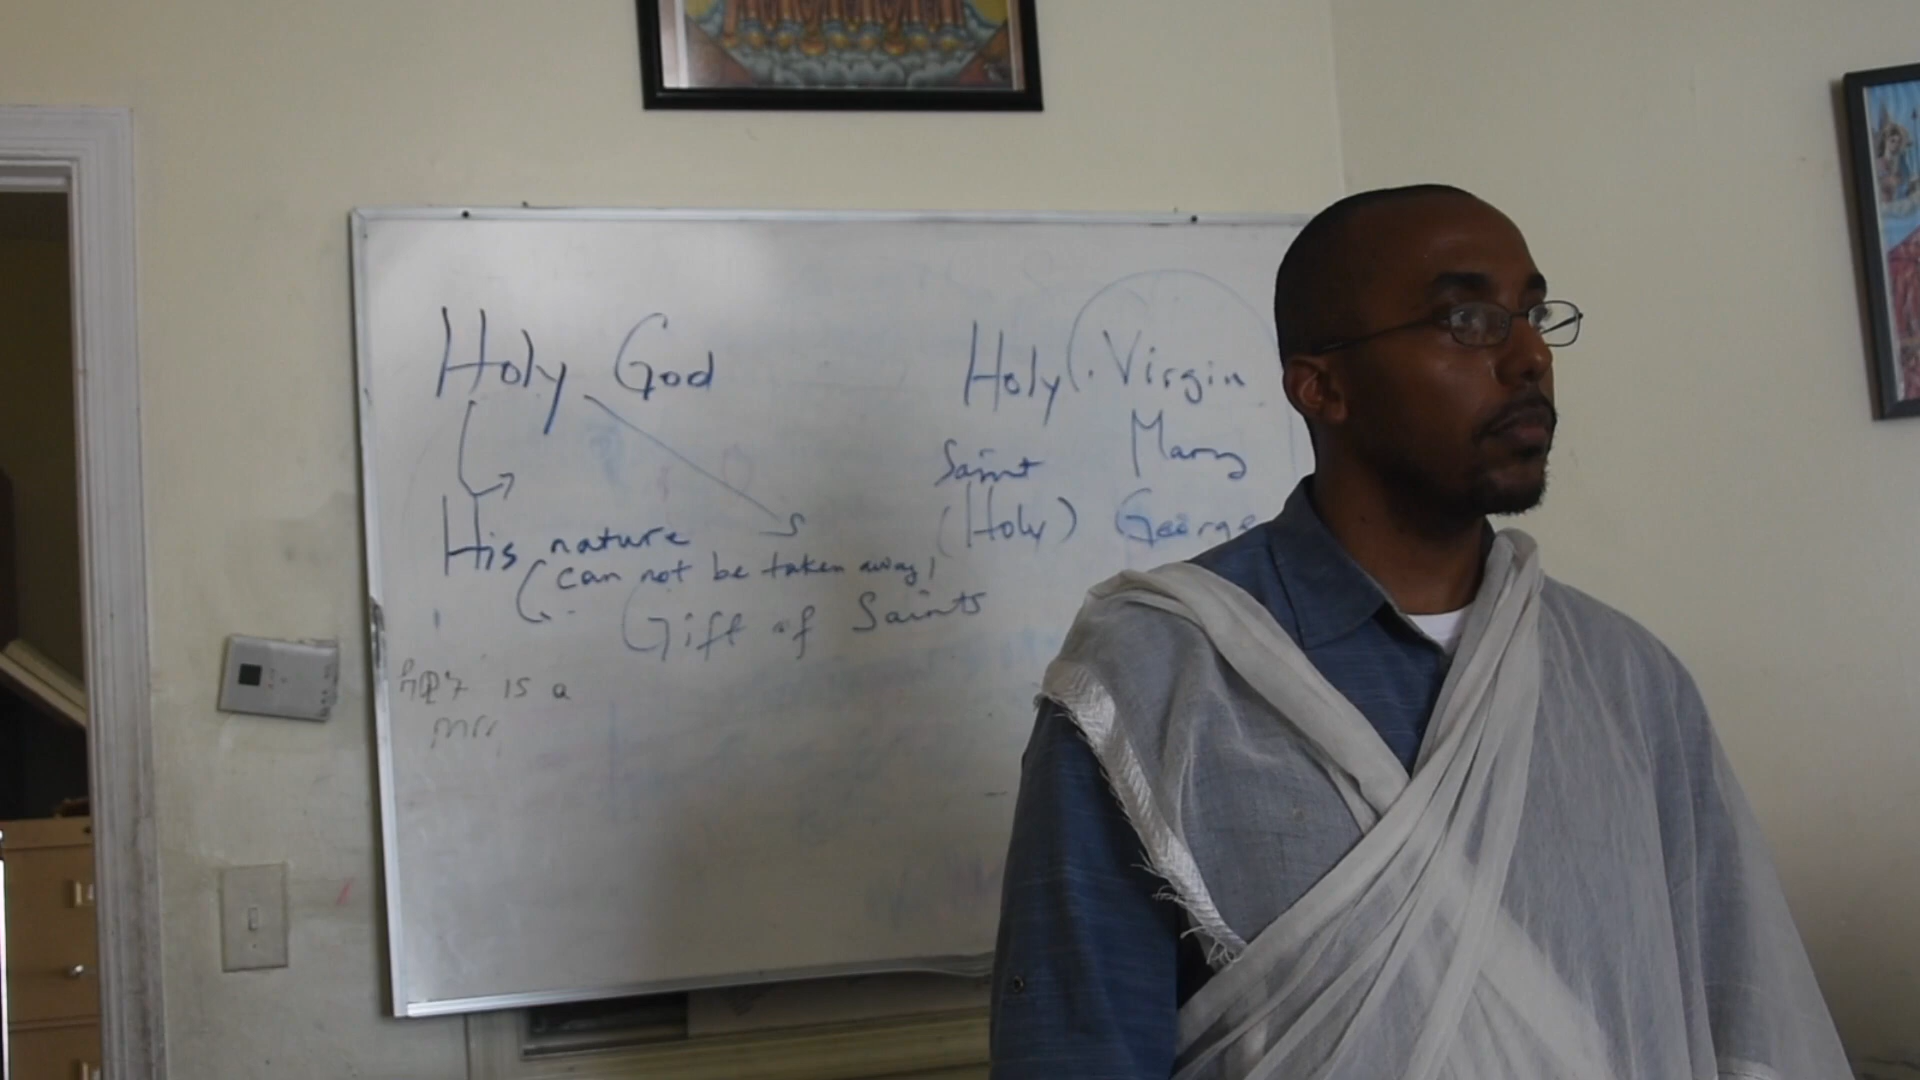 Holy God
His nature
(can not be taken away)
Gift of Saints
is a
Holy Virgin
Mary
Saint
(Holy) George